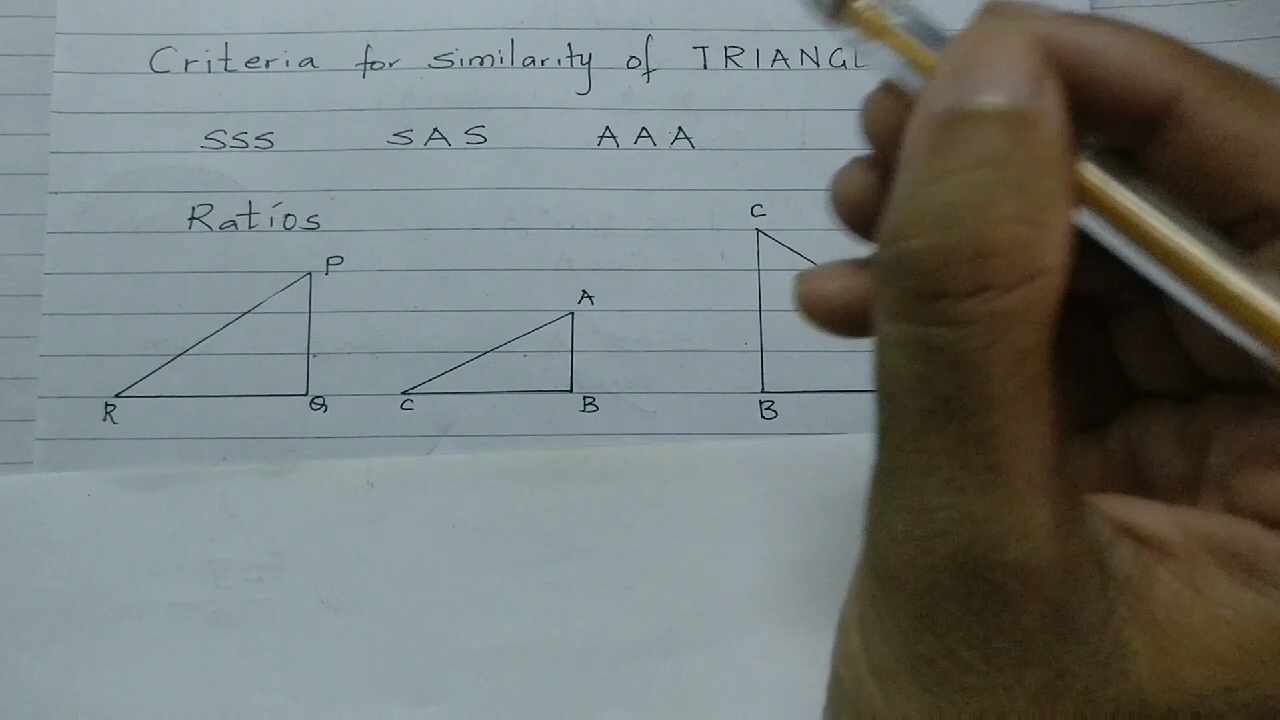 Criteria for similarity of TRIANGL
SSS SAS AAA
Ratios
C
P
A
R Q C B B